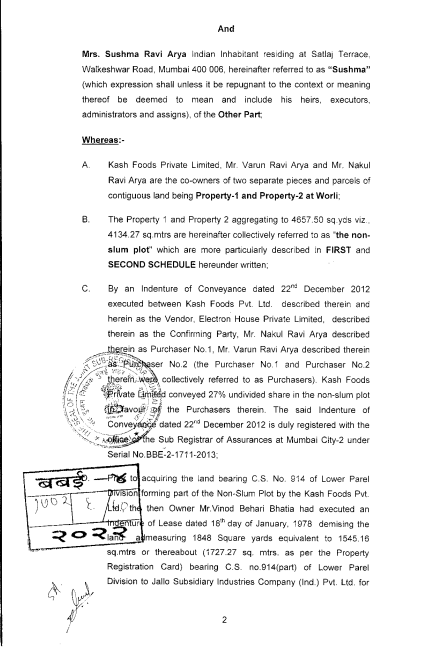 And
Mrs. Sushma Ravi Arya Indian Inhabitant residing at Satlaj Terrace,
Walkeshwar Road, Mumbai 400 006, hereinafter referred to as "Sushma"
(which expression shall unless it be repugnant to the context or meaning
thereof be deemed to mean and include his heirs, executors,
administrators and assigns), of the Other Part;
Whereas:-
A. Kash Foods Private Limited, Mr. Varun Ravi Arya and Mr. Nakul
Ravi Arya are the co-owners of two separate pieces and parcels of
contiguous land being Property-1 and Property-2 at Worli;
B. The Property 1 and Property 2 aggregating to 4657.50 sq.yds viz.,
4134.27 sq.mtrs are hereinafter collectively referred to as "the non-
slum plot" which are more particularly described in FIRST and
SECOND SCHEDULE hereunder written;
C. By an Indenture of Conveyance dated 22nd December 2012
executed between Kash Foods Pvt. Ltd. described therein and
herein as the Vendor, Electron House Private Limited, described
therein as the Confirming Party, Mr. Nakul Ravi Arya described
therein as Purchaser No.1, Mr. Varun Ravi Arya described therein
as Purchaser No.2 (the Purchaser No.1 and Purchaser No.2
therein were collectively referred to as Purchasers). Kash Foods
Private Limited conveyed 27% undivided share in the non-slum plot
in favour of the Purchasers therein. The said Indenture of
Conveyance dated 22nd December 2012 is duly registered with the
office of the Sub Registrar of Assurances at Mumbai City-2 under
Serial No.BBE-2-1711-2013;
D. to acquiring the land bearing C.S. No. 914 of Lower Parel
Division forming part of the Non-Slum Plot by the Kash Foods Pvt.
Ltd. the then Owner Mr.Vinod Behari Bhatia had executed an
Indenture of Lease dated 16th day of January, 1978 demising the
land admeasuring 1848 Square yards equivalent to 1545.16
sq.mtrs or thereabout (1727.27 sq. mtrs. as per the Property
Registration Card) bearing C.S. no.914(part) of Lower Parel
Division to Jallo Subsidiary Industries Company (Ind.) Pvt. Ltd. for
बबई
२०२२
2